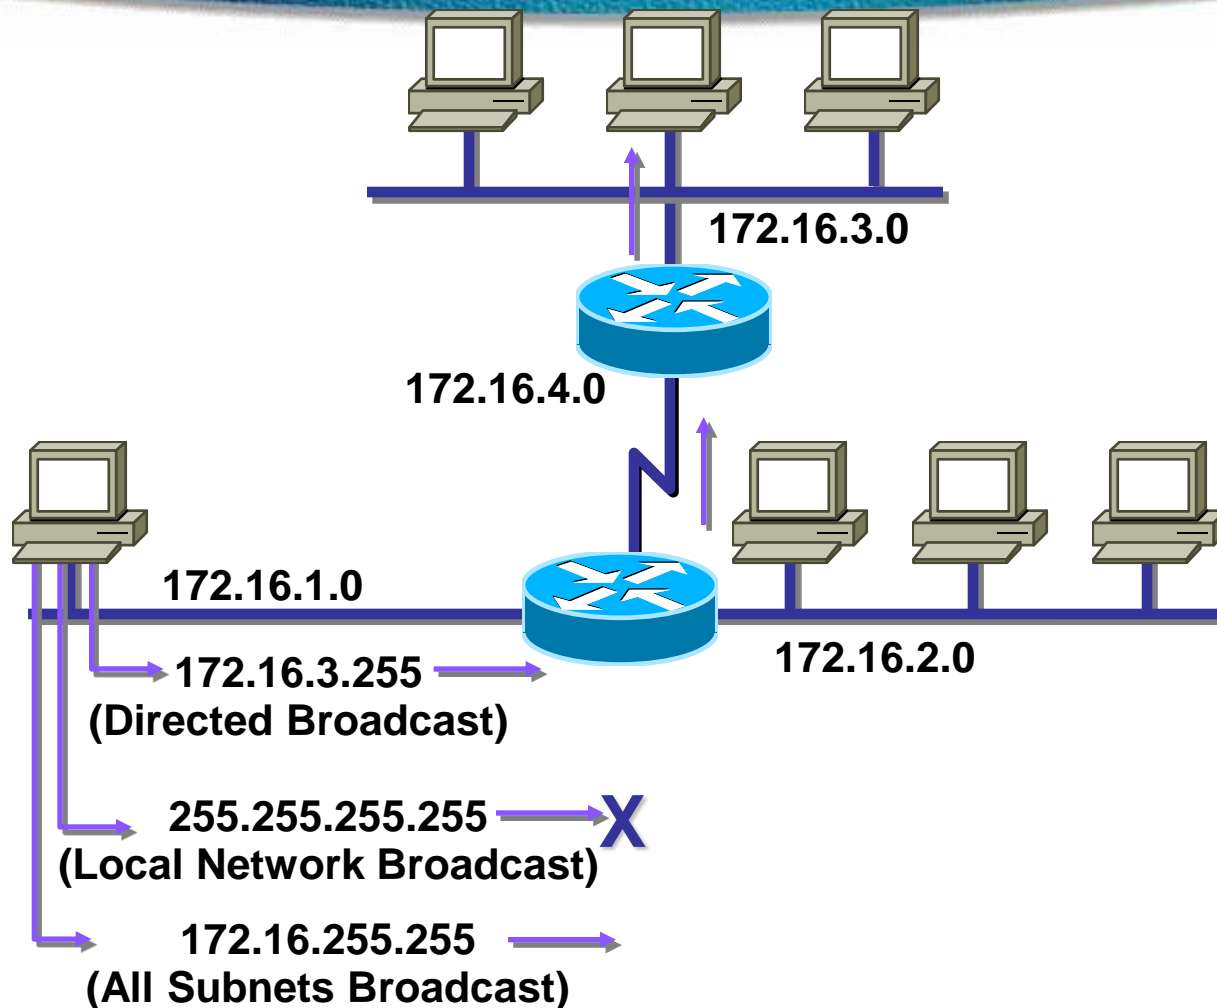 172.16.3.0
172.16.4.0
172.16.1.0
172.16.2.0
172.16.3.255
(Directed Broadcast)
255.255.255.255
X
(Local Network Broadcast)
172.16.255.255
(All Subnets Broadcast)